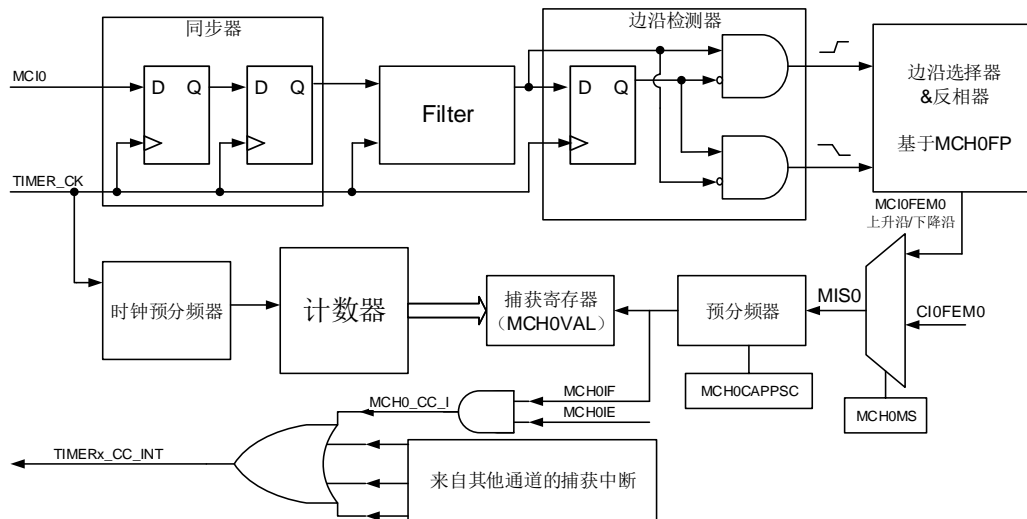 同步器
边沿检测器
MCI0
D Q
D Q
Filter
D Q
边沿选择器
&反相器
基于MCH0FP
TIMER_CK
MCI0FEM0
上升沿/下降沿
时钟预分频器
计数器
捕获寄存器
(MCH0VAL)
预分频器
MIS0
CI0FEM0
MCH0CAPPSC
MCH0MS
MCH0IF
MCH0_CC_I
MCH0IE
TIMERx_CC_INT
来自其他通道的捕获中断